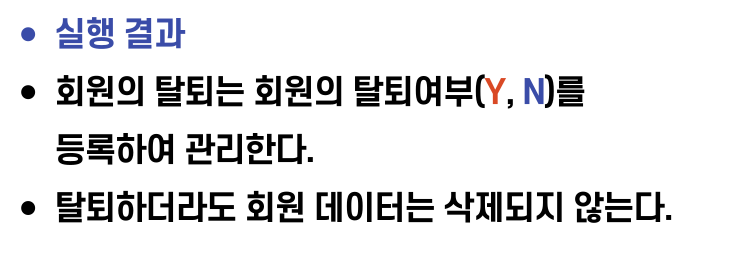 • 실행 결과
• 회원의 탈퇴는 회원의 탈퇴여부(Y, N)를
등록하여 관리한다.
• 탈퇴하더라도 회원 데이터는 삭제되지 않는다.